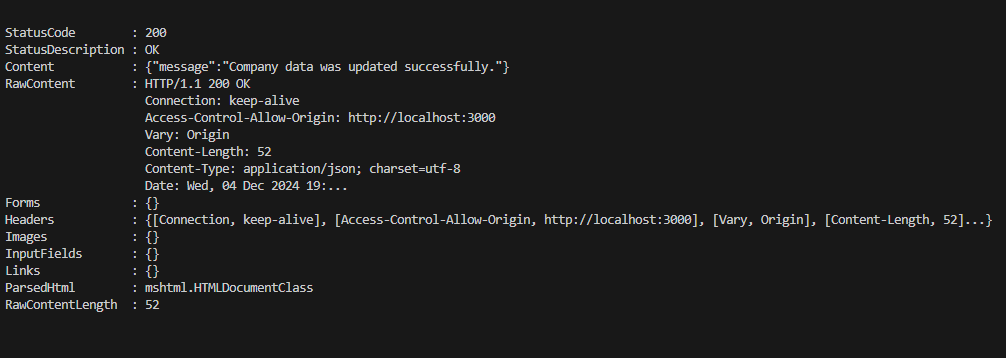 StatusCode        : 200
StatusDescription : OK
Content           : {"message":"Company data was updated successfully."}
RawContent        : HTTP/1.1 200 OK
                    Connection: keep-alive
                    Access-Control-Allow-Origin: http://localhost:3000
                    Vary: Origin
                    Content-Length: 52
                    Content-Type: application/json; charset=utf-8
                    Date: Wed, 04 Dec 2024 19:...
Forms             : {}
Headers           : {[Connection, keep-alive], [Access-Control-Allow-Origin, http://localhost:3000], [Vary, Origin], [Content-Length, 52]...}
Images            : {}
InputFields       : {}
Links             : {}
ParsedHtml        : mshtml.HTMLDocumentClass
RawContentLength  : 52